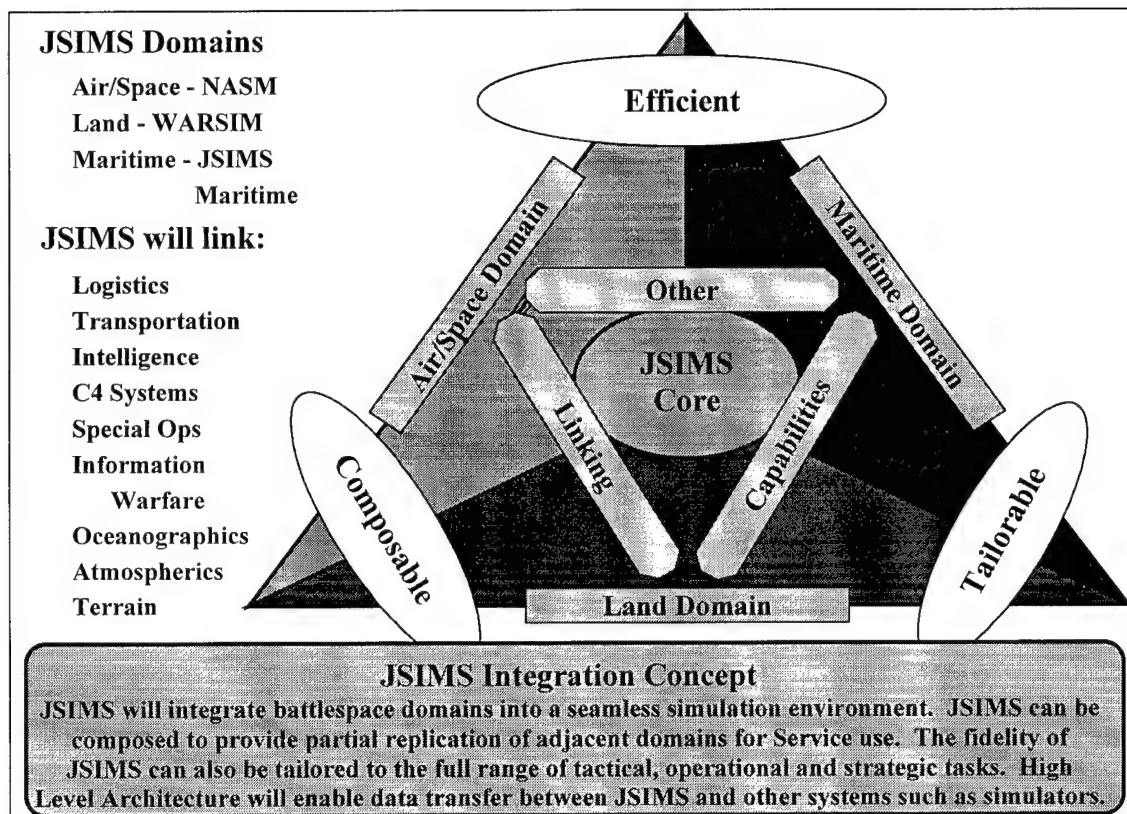 JSIMS Domains
Air/Space - NASM
Land - WARSIM
Maritime - JSIMS
Maritime
JSIMS will link:
Logistics
Transportation
Intelligence
C4 Systems
Special Ops
Information
Warfare
Oceanographics
Atmospherics
Terrain
Efficient
Air/Space Domain
Maritime Domain
Other
JSIMS
Core
Linking
Capabilities
Composable
Tailorable
Land Domain
JSIMS Integration Concept
JSIMS will integrate battlespace domains into a seamless simulation environment. JSIMS can be
composed to provide partial replication of adjacent domains for Service use. The fidelity of
JSIMS can also be tailored to the full range of tactical, operational and strategic tasks. High
Level Architecture will enable data transfer between JSIMS and other systems such as simulators.